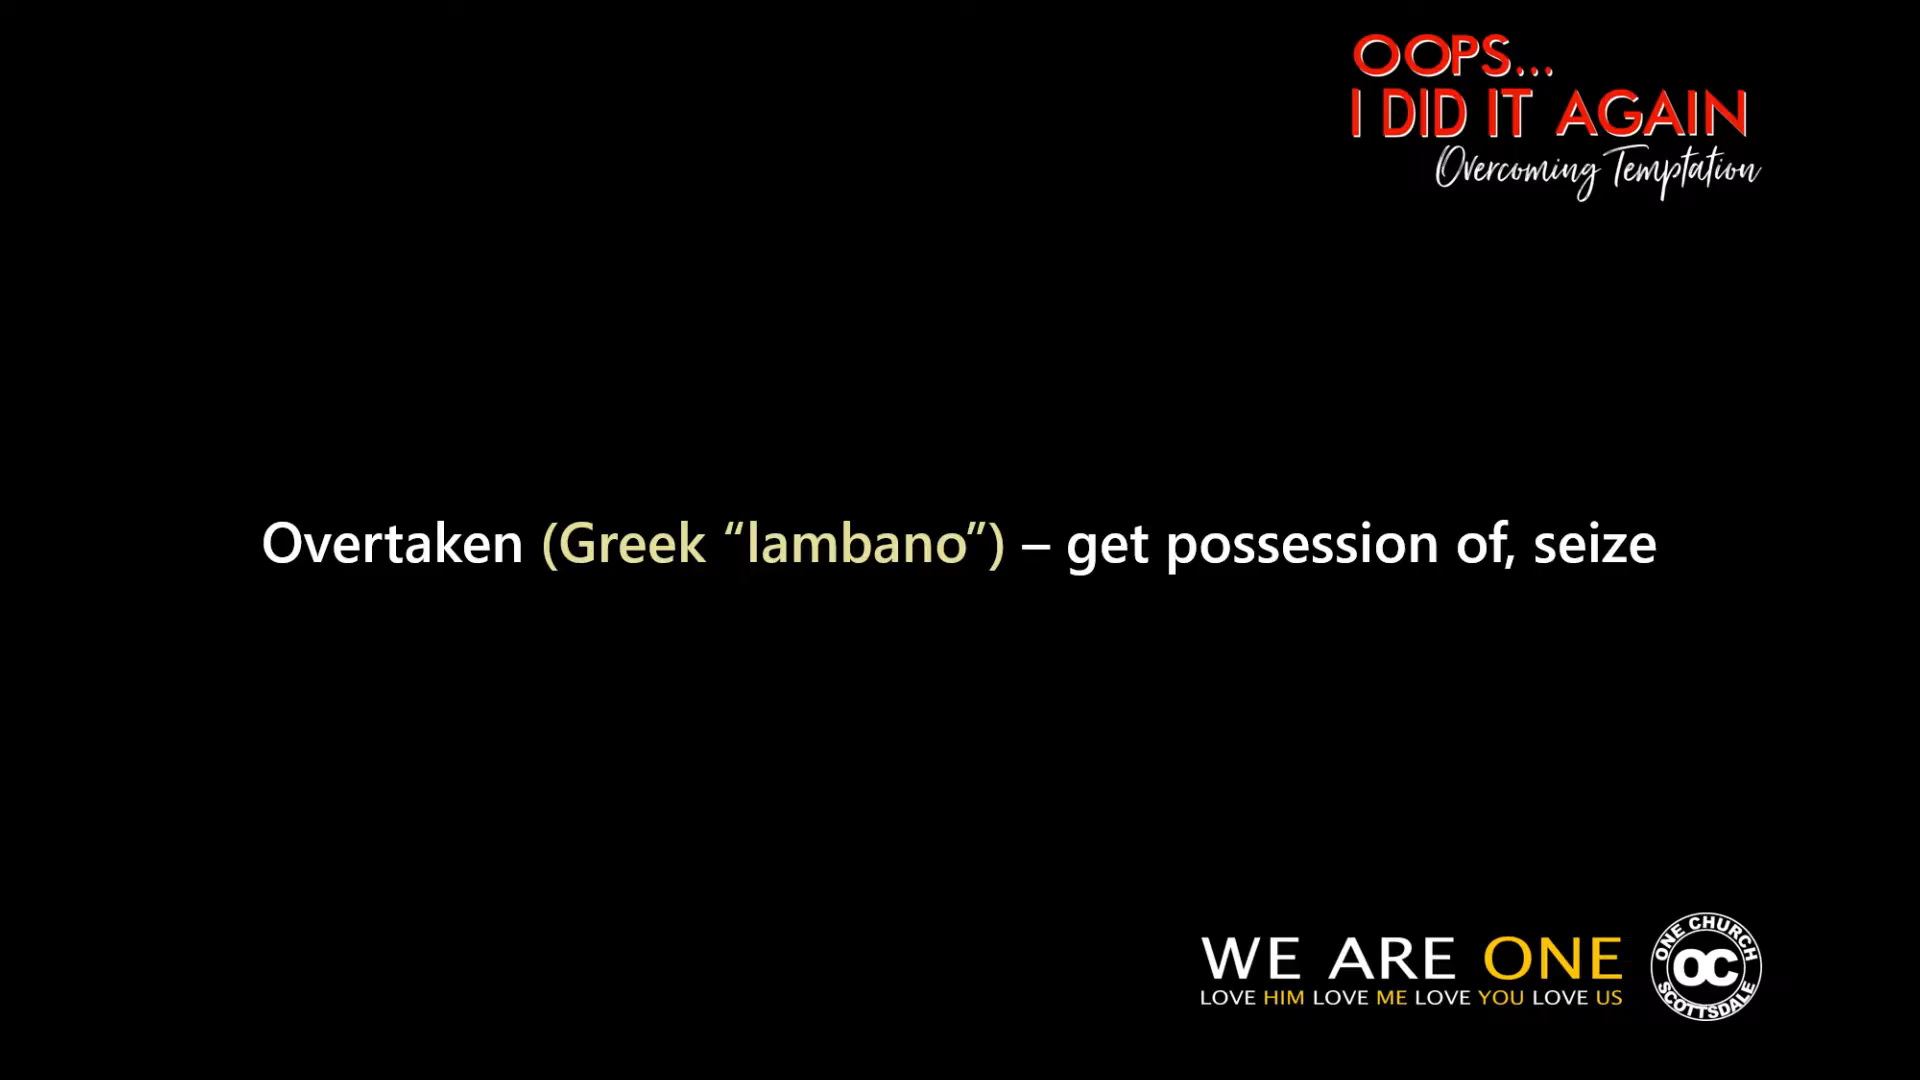 OOPS...
I DID IT AGAIN
Overcoming Temptation
Overtaken (Greek “lambano”) – get possession of, seize
WE ARE ONE
LOVE HIM LOVE ME LOVE YOU LOVE US
ONE CHURCH
OC
SCOTTSDALE